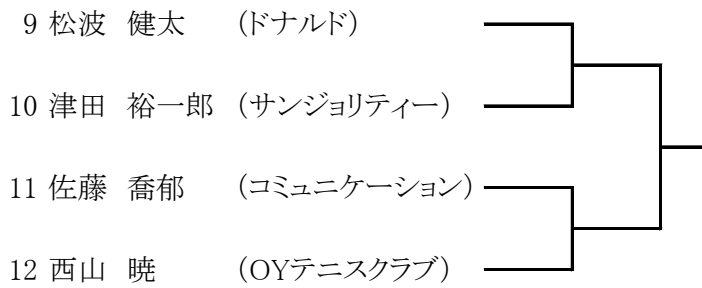 9 松波　健太　（ドナルド）
10 津田　裕一郎　（サンジョリティー）
11 佐藤　喬郁　（コミュニケーション）
12 西山　暁　（OYテニスクラブ）